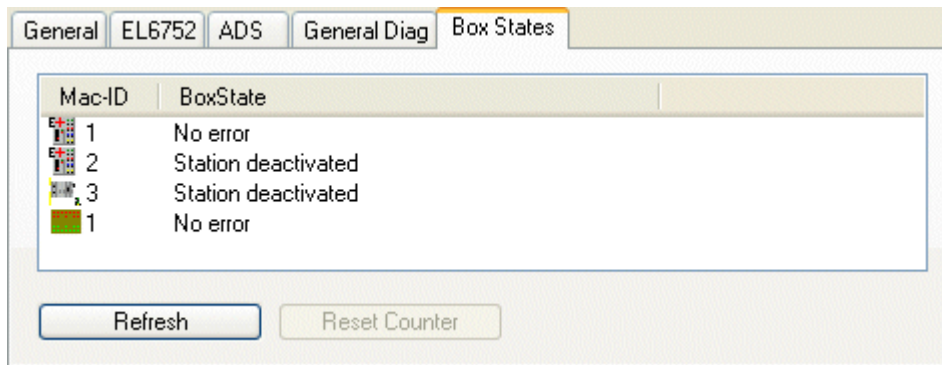 General EL6752 ADS General Diag Box States
Mac-ID BoxState
1 No error
2 Station deactivated
3 Station deactivated
1 No error
Refresh Reset Counter